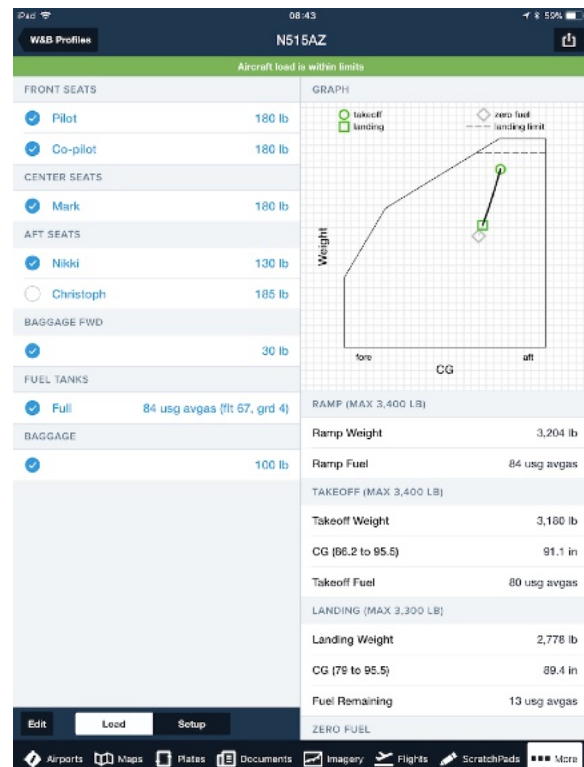 iPad 08:43 59%
W&B Profiles N515AZ
Aircraft load is within limits
FRONT SEATS
Pilot 180 lb
Co-pilot 180 lb
CENTER SEATS
Mark 180 lb
AFT SEATS
Nikki 130 lb
Christoph 185 lb
BAGGAGE FWD
30 lb
FUEL TANKS
Full 84 usg avgas (flt 67, grd 4)
BAGGAGE
100 lb
GRAPH
takeoff zero fuel
landing landing limit
Weight
fore aft
CG
RAMP (MAX 3,400 LB)
Ramp Weight 3,204 lb
Ramp Fuel 84 usg avgas
TAKEOFF (MAX 3,400 LB)
Takeoff Weight 3,180 lb
CG (86.2 to 95.5) 91.1 in
Takeoff Fuel 80 usg avgas
LANDING (MAX 3,300 LB)
Landing Weight 2,778 lb
CG (79 to 95.5) 89.4 in
Fuel Remaining 13 usg avgas
ZERO FUEL
Edit Load Setup
Airports Maps Plates Documents Imagery Flights ScratchPads More